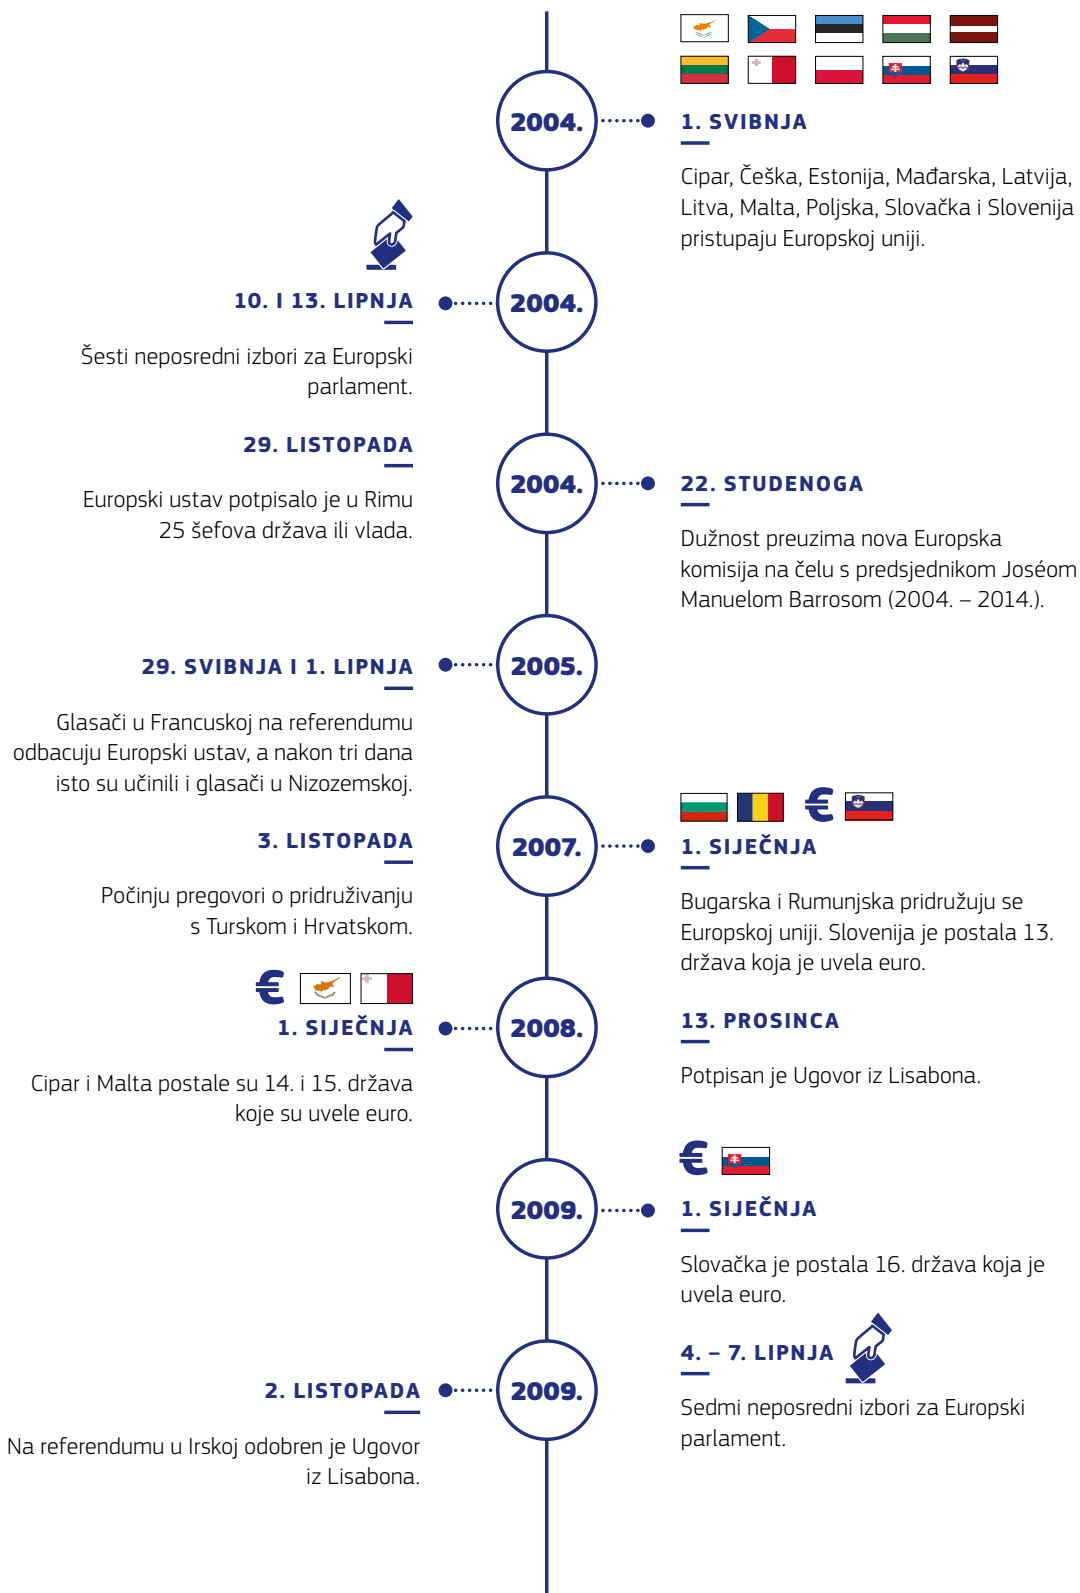 2004.
1. SVIBNJA
Cipar, Češka, Estonija, Mađarska, Latvija,
Litva, Malta, Poljska, Slovačka i Slovenija
pristupaju Europskoj uniji.
2004.
10. I 13. LIPNJA
Šesti neposredni izbori za Europski
parlament.
29. LISTOPADA
Europski ustav potpisalo je u Rimu
25 šefova država ili vlada.
2004.
22. STUDENOGA
Dužnost preuzima nova Europska
komisija na čelu s predsjednikom Joséom
Manuelom Barrosom (2004. – 2014.).
2005.
29. SVIBNJA I 1. LIPNJA
Glasači u Francuskoj na referendumu
odbacuju Europski ustav, a nakon tri dana
isto su učinili i glasači u Nizozemskoj.
3. LISTOPADA
Počinju pregovori o pridruživanju
s Turskom i Hrvatskom.
2007.
€
1. SIJEČNJA
Bugarska i Rumunjska pridružuju se
Europskoj uniji. Slovenija je postala 13.
država koja je uvela euro.
13. PROSINCA
Potpisan je Ugovor iz Lisabona.
€
1. SIJEČNJA
2008.
Cipar i Malta postale su 14. i 15. država
koje su uvele euro.
€
2009.
1. SIJEČNJA
Slovačka je postala 16. država koja je
uvela euro.
4. – 7. LIPNJA
Sedmi neposredni izbori za Europski
parlament.
2. LISTOPADA
2009.
Na referendumu u Irskoj odobren je Ugovor
iz Lisabona.